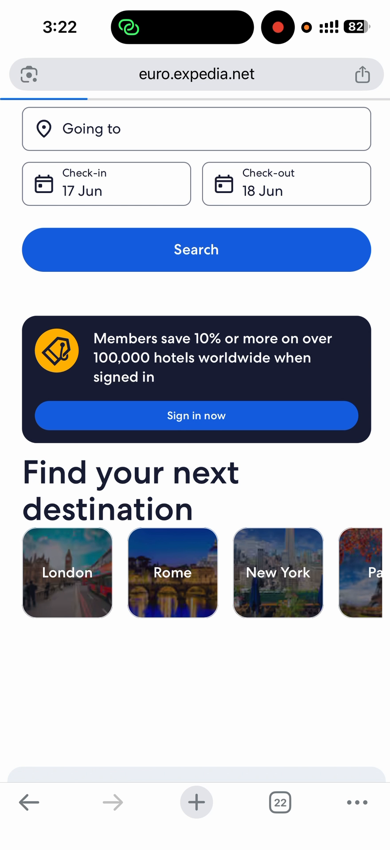 3:22
82
euro.expedia.net
Going to
Check-in
17 Jun
Check-out
18 Jun
Search
Members save 10% or more on over
100,000 hotels worldwide when
signed in
Sign in now
Find your next
destination
London
Rome
New York
Pa
22